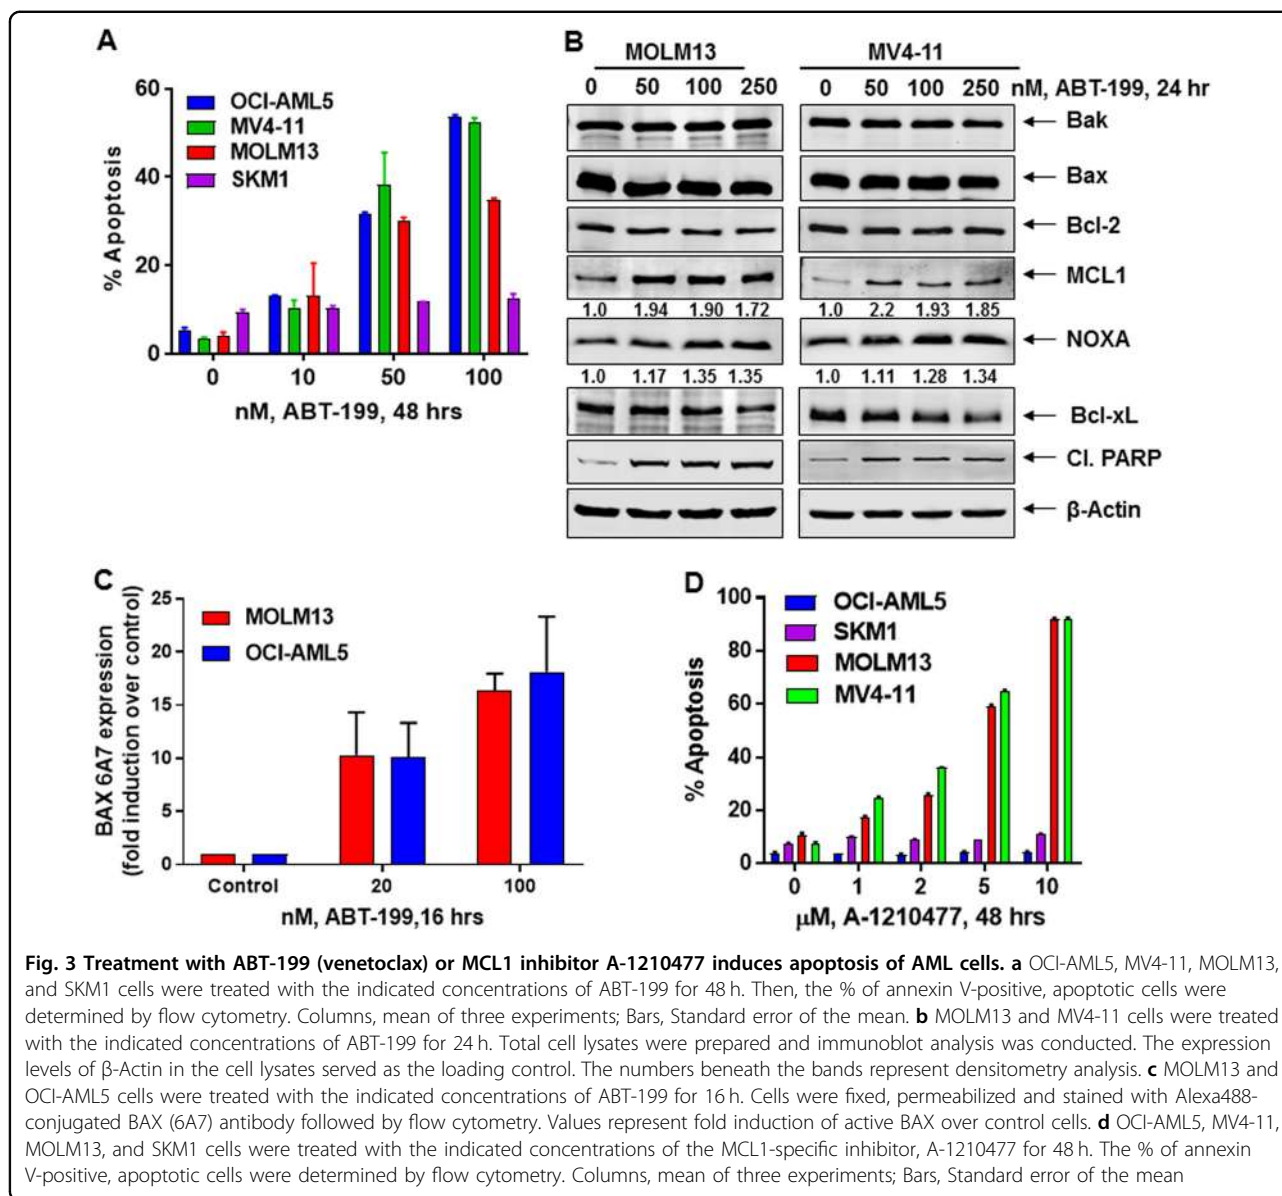 A
60
40
20
0
% Apoptosis
OCI-AML5
MV4-11
MOLM13
SKM1
0 10 50 100
nM, ABT-199, 48 hrs
B
MOLM13 MV4-11
0 50 100 250 0 50 100 250 nM, ABT-199, 24 hr
Bak
Bax
Bcl-2
MCL1
1.0 1.94 1.90 1.72 1.0 2.2 1.93 1.85
NOXA
1.0 1.17 1.35 1.35 1.0 1.11 1.28 1.34
Bcl-xL
Cl. PARP
β-Actin
C
BAX 6A7 expression
(fold induction over control)
25
20
15
10
5
0
MOLM13
OCI-AML5
Control 20 100
nM, ABT-199,16 hrs
D
% Apoptosis
100
80
60
40
20
0
OCI-AML5
SKM1
MOLM13
MV4-11
0 1 2 5 10
μM, A-1210477, 48 hrs
Fig. 3 Treatment with ABT-199 (venetoclax) or MCL1 inhibitor A-1210477 induces apoptosis of AML cells. a OCI-AML5, MV4-11, MOLM13,
and SKM1 cells were treated with the indicated concentrations of ABT-199 for 48 h. Then, the % of annexin V-positive, apoptotic cells were
determined by flow cytometry. Columns, mean of three experiments; Bars, Standard error of the mean. b MOLM13 and MV4-11 cells were treated
with the indicated concentrations of ABT-199 for 24 h. Total cell lysates were prepared and immunoblot analysis was conducted. The expression
levels of β-Actin in the cell lysates served as the loading control. The numbers beneath the bands represent densitometry analysis. c MOLM13 and
OCI-AML5 cells were treated with the indicated concentrations of ABT-199 for 16 h. Cells were fixed, permeabilized and stained with Alexa488-
conjugated BAX (6A7) antibody followed by flow cytometry. Values represent fold induction of active BAX over control cells. d OCI-AML5, MV4-11,
MOLM13, and SKM1 cells were treated with the indicated concentrations of the MCL1-specific inhibitor, A-1210477 for 48 h. The % of annexin
V-positive, apoptotic cells were determined by flow cytometry. Columns, mean of three experiments; Bars, Standard error of the mean